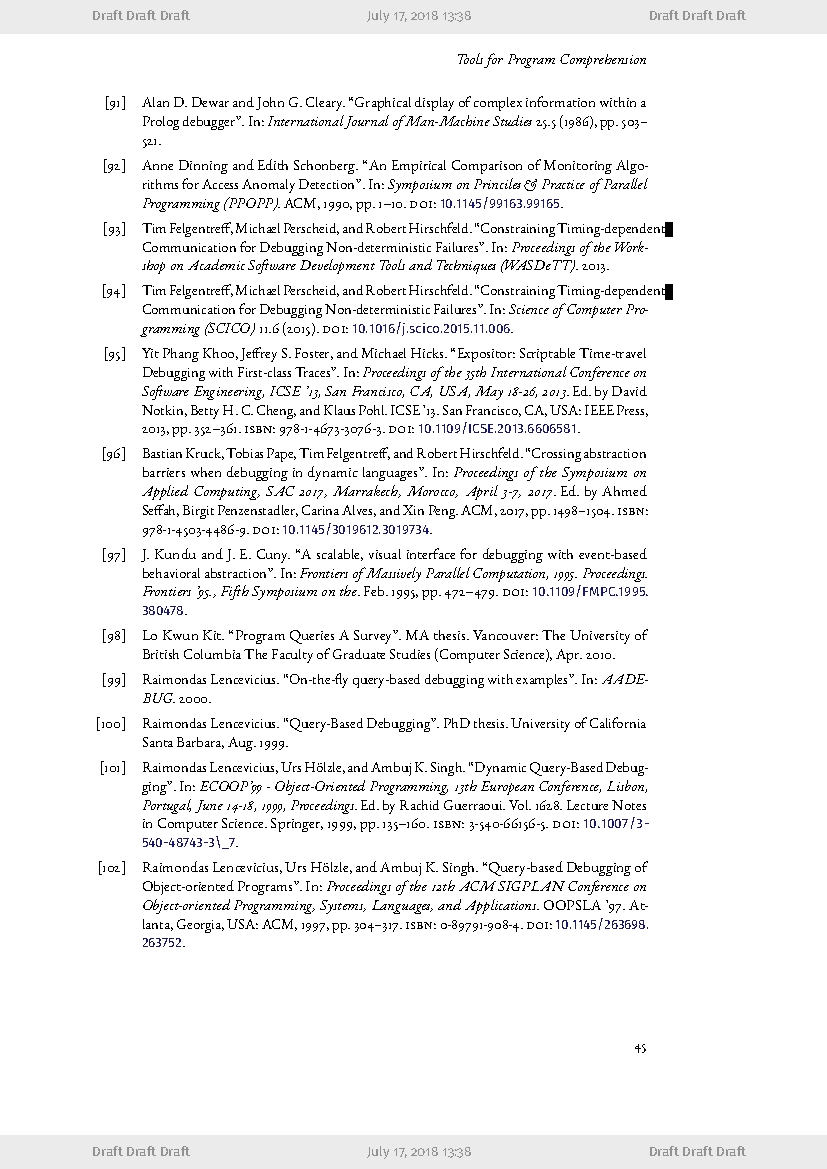 Draft Draft Draft July 17, 2018 13:38 Draft Draft Draft
Tools for Program Comprehension
[91] Alan D. Dewar and John G. Cleary. “Graphical display of complex information within a
Prolog debugger”. In: International Journal of Man-Machine Studies 25.5 (1986), pp. 503–
521.
[92] Anne Dinning and Edith Schonberg. “An Empirical Comparison of Monitoring Algo-
rithms for Access Anomaly Detection”. In: Symposium on Princiles & Practice of Parallel
Programming (PPOPP). ACM, 1990, pp. 1–10. DOI: 10.1145/99163.99165.
[93] Tim Felgentreff, Michael Perscheid, and Robert Hirschfeld. “Constraining Timing-dependent
Communication for Debugging Non-deterministic Failures”. In: Proceedings of the Work-
shop on Academic Software Development Tools and Techniques (WASDeTT). 2013.
[94] Tim Felgentreff, Michael Perscheid, and Robert Hirschfeld. “Constraining Timing-dependent
Communication for Debugging Non-deterministic Failures”. In: Science of Computer Pro-
gramming (SCICO) 11.6 (2015). DOI: 10.1016/j.scico.2015.11.006.
[95] Yit Phang Khoo, Jeffrey S. Foster, and Michael Hicks. “Expositor: Scriptable Time-travel
Debugging with First-class Traces”. In: Proceedings of the 35th International Conference on
Software Engineering, ICSE ’13, San Francisco, CA, USA, May 18-26, 2013. Ed. by David
Notkin, Betty H. C. Cheng, and Klaus Pohl. ICSE ’13. San Francisco, CA, USA: IEEE Press,
2013, pp. 352–361. ISBN: 978-1-4673-3076-3. DOI: 10.1109/ICSE.2013.6606581.
[96] Bastian Kruck, Tobias Pape, Tim Felgentreff, and Robert Hirschfeld. “Crossing abstraction
barriers when debugging in dynamic languages”. In: Proceedings of the Symposium on
Applied Computing, SAC 2017, Marrakech, Morocco, April 3-7, 2017. Ed. by Ahmed
Seffah, Birgit Penzenstadler, Carina Alves, and Xin Peng. ACM, 2017, pp. 1498–1504. ISBN:
978-1-4503-4486-9. DOI: 10.1145/3019612.3019734.
[97] J. Kundu and J. E. Cuny. “A scalable, visual interface for debugging with event-based
behavioral abstraction”. In: Frontiers of Massively Parallel Computation, 1995. Proceedings.
Frontiers ’95., Fifth Symposium on the. Feb. 1995, pp. 472–479. DOI: 10.1109/FMPC.1995.
380478.
[98] Lo Kwun Kit. “Program Queries A Survey”. MA thesis. Vancouver: The University of
British Columbia The Faculty of Graduate Studies (Computer Science), Apr. 2010.
[99] Raimondas Lencevicius. “On-the-fly query-based debugging with examples”. In: AADE-
BUG. 2000.
[100] Raimondas Lencevicius. “Query-Based Debugging”. PhD thesis. University of California
Santa Barbara, Aug. 1999.
[101] Raimondas Lencevicius, Urs Hölzle, and Ambuj K. Singh. “Dynamic Query-Based Debug-
ging”. In: ECOOP’99 - Object-Oriented Programming, 13th European Conference, Lisbon,
Portugal, June 14-18, 1999, Proceedings. Ed. by Rachid Guerraoui. Vol. 1628. Lecture Notes
in Computer Science. Springer, 1999, pp. 135–160. ISBN: 3-540-66156-5. DOI: 10.1007/3-
540-48743-3\_7.
[102] Raimondas Lencevicius, Urs Hölzle, and Ambuj K. Singh. “Query-based Debugging of
Object-oriented Programs”. In: Proceedings of the 12th ACM SIGPLAN Conference on
Object-oriented Programming, Systems, Languages, and Applications. OOPSLA ’97. At-
lanta, Georgia, USA: ACM, 1997, pp. 304–317. ISBN: 0-89791-908-4. DOI: 10.1145/263698.
263752.
45
Draft Draft Draft July 17, 2018 13:38 Draft Draft Draft